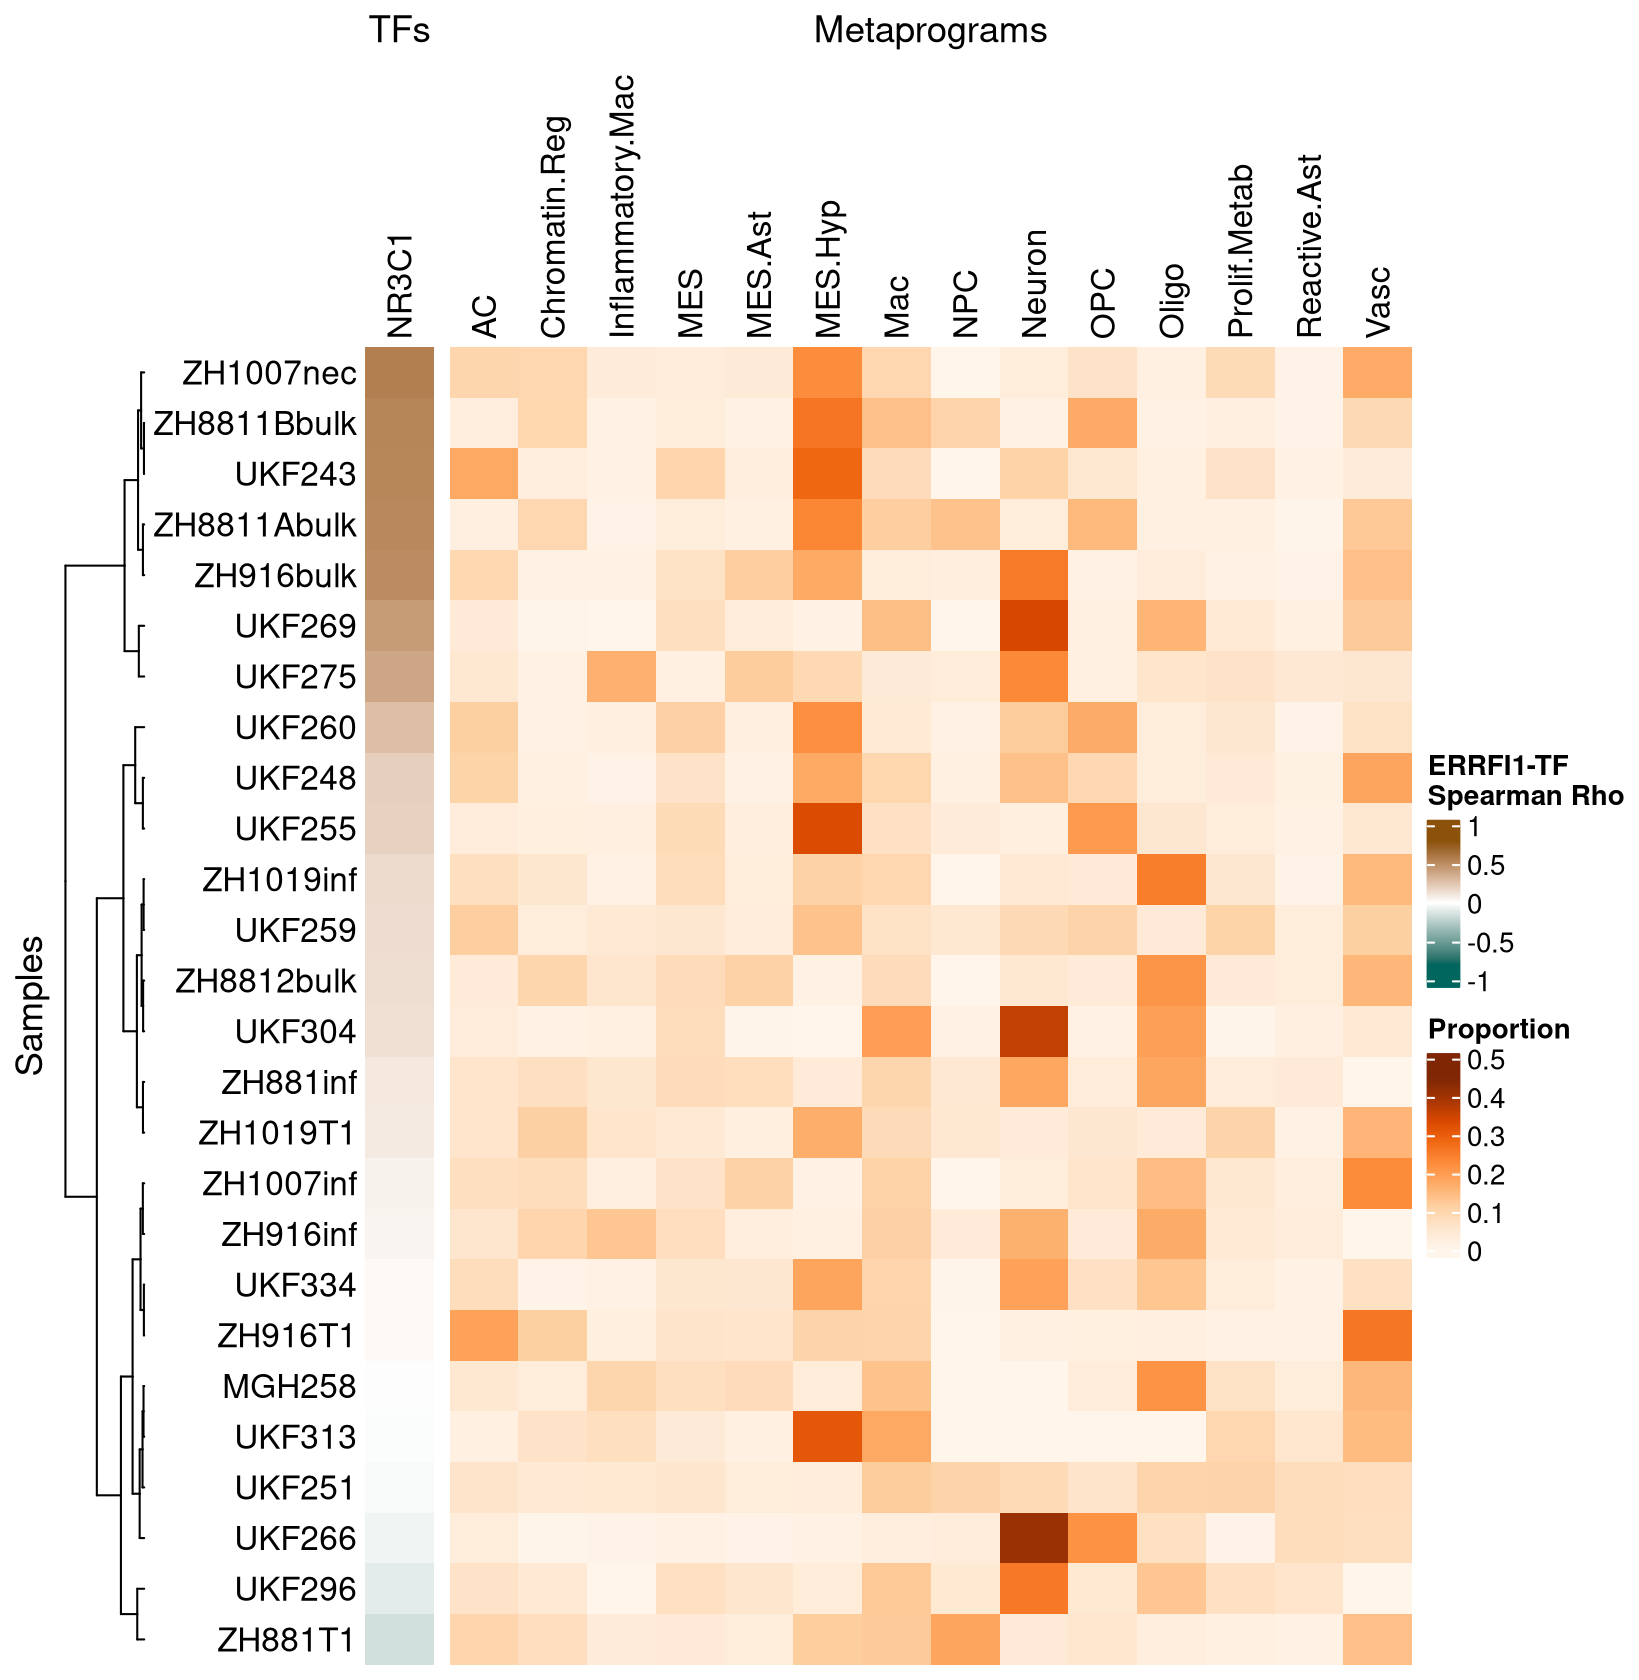 TFs
Metaprograms
NR3C1
AC
Chromatin.Reg
Inflammatory.Mac
MES
MES.Ast
MES.Hyp
Mac
NPC
Neuron
OPC
Oligo
Prolif.Metab
Reactive.Ast
Vasc
Samples
ZH1007nec
ZH8811Bbulk
UKF243
ZH8811Abulk
ZH916bulk
UKF269
UKF275
UKF260
UKF248
UKF255
ZH1019inf
UKF259
ZH8812bulk
UKF304
ZH881inf
ZH1019T1
ZH1007inf
ZH916inf
UKF334
ZH916T1
MGH258
UKF313
UKF251
UKF266
UKF296
ZH881T1
ERRFI1-TF
Spearman Rho
1
0.5
0
-0.5
-1
Proportion
0.5
0.4
0.3
0.2
0.1
0